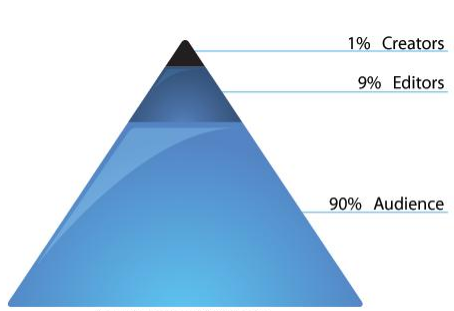 1% Creators
9% Editors
90% Audience